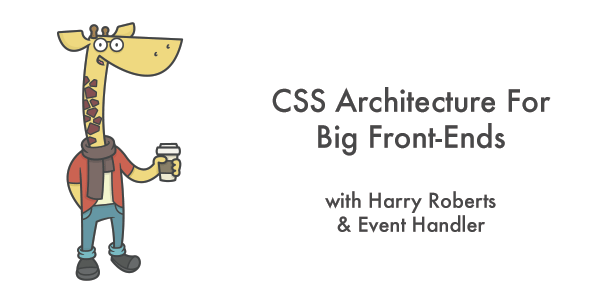 CSS Architecture For
Big Front-Ends
with Harry Roberts
& Event Handler